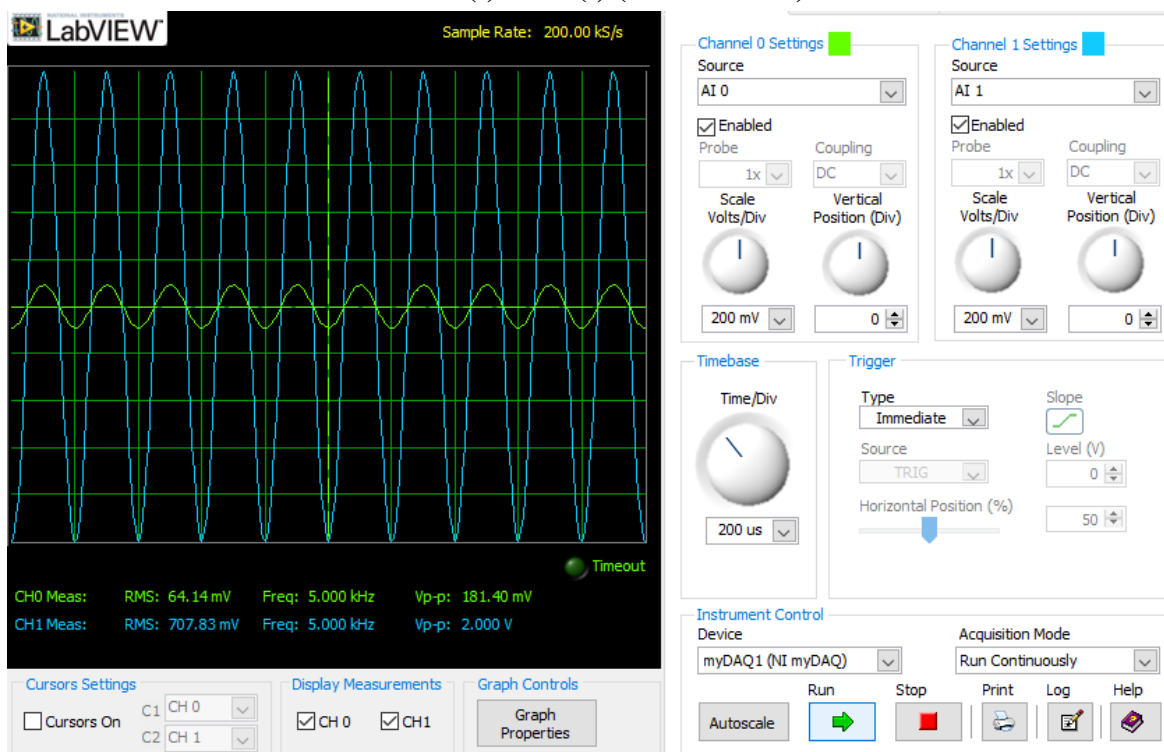 NATIONAL INSTRUMENTS
LabVIEW
Sample Rate: 200.00 kS/s
Timeout
CH0 Meas: RMS: 64.14 mV Freq: 5.000 kHz Vp-p: 181.40 mV
CH1 Meas: RMS: 707.83 mV Freq: 5.000 kHz Vp-p: 2.000 V
Cursors Settings
Cursors On
C1 CH 0
C2 CH 1
Display Measurements
CH 0 CH1
Graph Controls
Graph
Properties
Channel 0 Settings
Source
AI 0
Enabled
Probe Coupling
1x DC
Scale Vertical
Volts/Div Position (Div)
200 mV 0
Channel 1 Settings
Source
AI 1
Enabled
Probe Coupling
1x DC
Scale Vertical
Volts/Div Position (Div)
200 mV 0
Timebase
Time/Div
200 us
Trigger
Type Slope
Immediate
Source Level (V)
TRIG 0
Horizontal Position (%)
50
Instrument Control
Device Acquisition Mode
myDAQ1 (NI myDAQ) Run Continuously
Run Stop Print Log Help
Autoscale